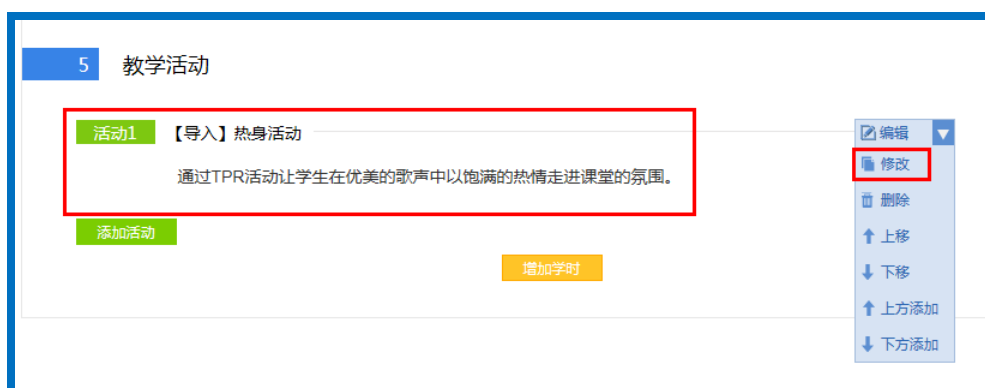 5 教学活动
活动1 【导入】热身活动
编辑
修改
通过TPR活动让学生在优美的歌声中以饱满的热情走进课堂的氛围。
删除
添加活动
上移
增加学时
下移
上方添加
下方添加